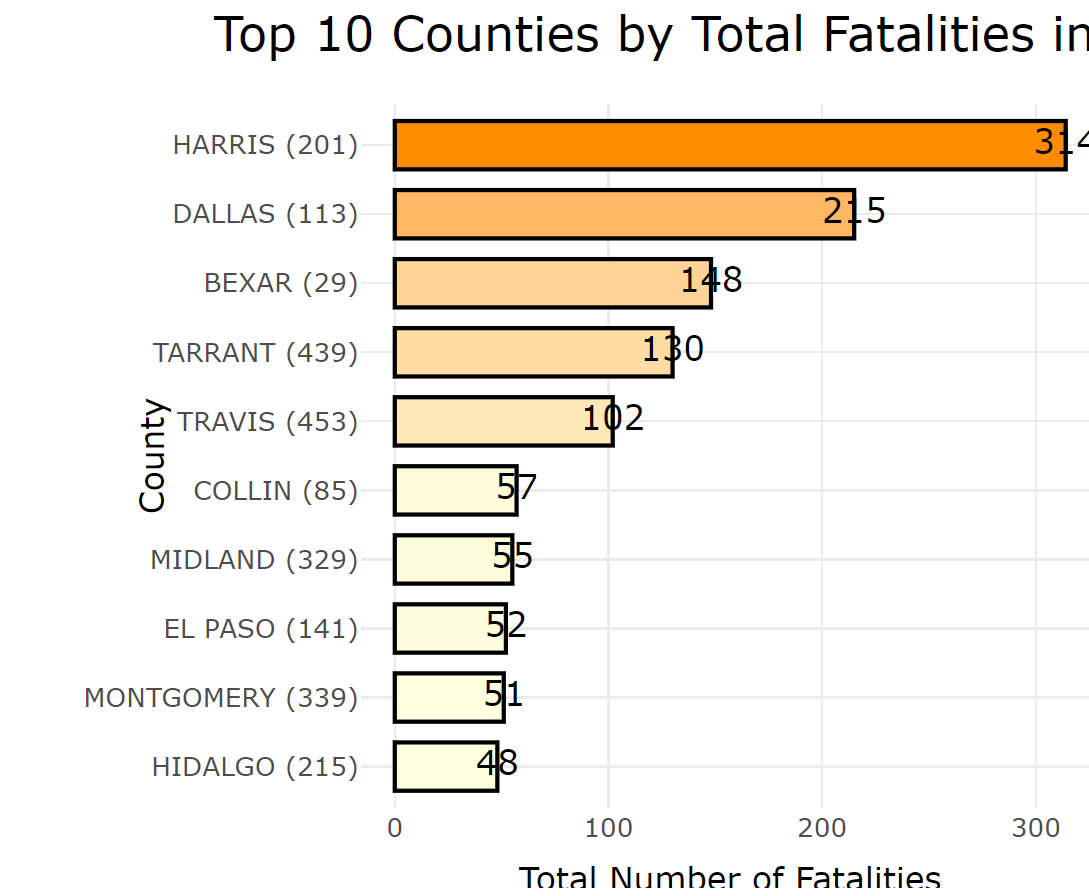 Top 10 Counties by Total Fatalities in
HARRIS (201)
314
DALLAS (113)
215
BEXAR (29)
148
TARRANT (439)
130
TRAVIS (453)
102
County
COLLIN (85)
57
MIDLAND (329)
55
EL PASO (141)
52
MONTGOMERY (339)
51
HIDALGO (215)
48
0 100 200 300
Total Number of Fatalities